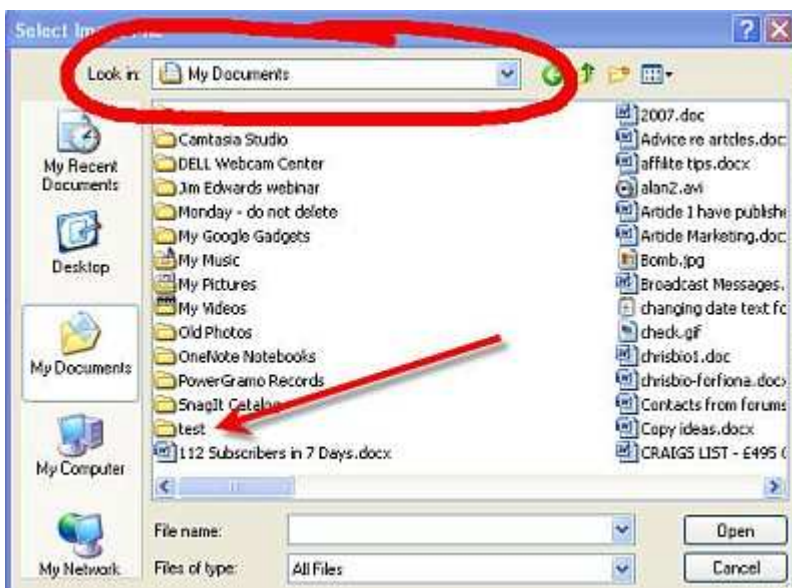 Select Im
Look in: My Documents
My Recent Documents
Desktop
My Documents
My Computer
My Network
Camtasia Studio
DELL Webcam Center
Jim Edwards webinar
Monday - do not delete
My Google Gadgets
My Music
My Pictures
My Videos
Old Photos
OneNote Notebooks
PowerGramo Records
SnagIt Catalog
test
112 Subscribers in 7 Days.docx
2007.doc
Advice re artcles.doc
affilite tips.docx
alan2.avi
Article I have publishe
Article Marketing.doc
Bomb.jpg
Broadcast Messages.
changing date text fo
check.gif
chrisbio1.doc
chrisbio-forfiona.docx
Contacts from forums
Copy ideas.docx
CRAIGS LIST - £495
File name:
Open
Files of type: All Files
Cancel